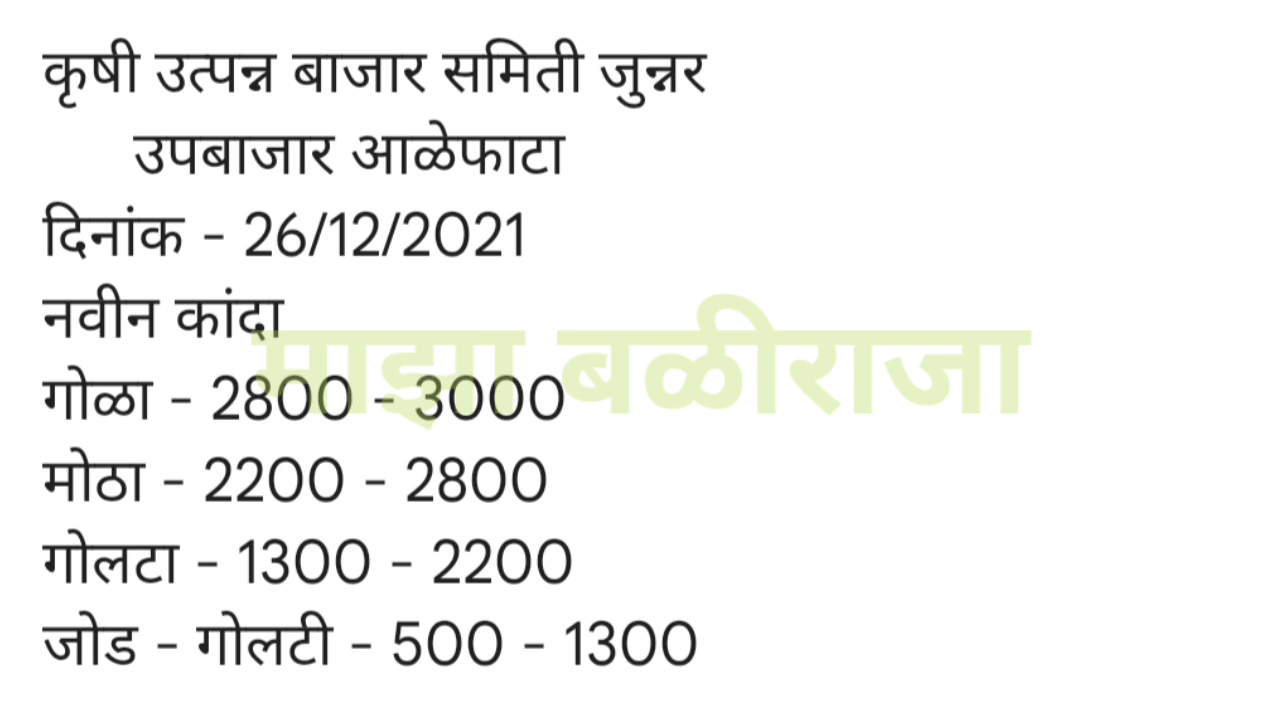 कृषी उत्पन्न बाजार समिती जुन्नर
उपबाजार आळेफाटा
दिनांक - 26/12/2021
नवीन कांदा
माझा बळीराजा
गोळा - 2800 - 3000
मोठा - 2200 - 2800
गोलटा - 1300 - 2200
जोड - गोलटी - 500 - 1300